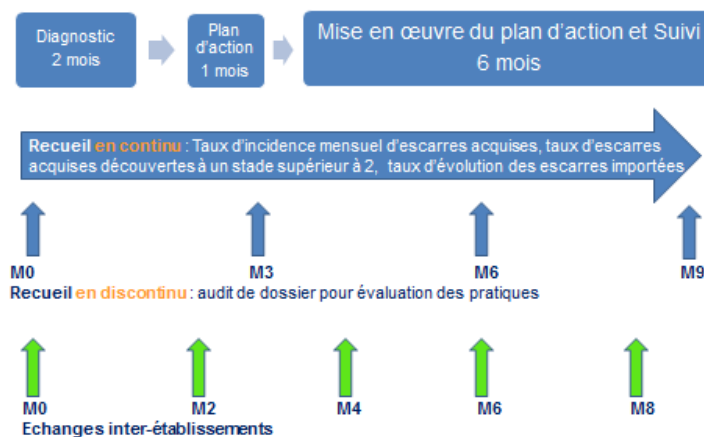 Diagnostic
2 mois
Plan
d'action
1 mois
Mise en œuvre du plan d'action et Suivi
6 mois
Recueil en continu : Taux d'incidence mensuel d'escarres acquises, taux d'escarres
acquises découvertes à un stade supérieur à 2, taux d'évolution des escarres importées
M0 M3 M6 M9
Recueil en discontinu : audit de dossier pour évaluation des pratiques
M0 M2 M4 M6 M8
Echanges inter-établissements